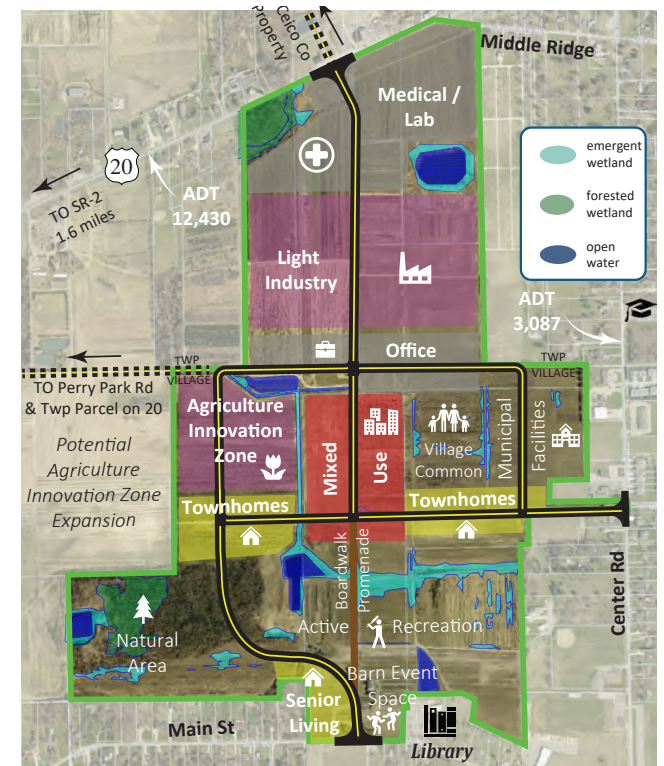 Geico Co
Property
Middle Ridge
Medical /
Lab
emergent
wetland
forested
wetland
open
water
20
TO SR-2
1.6 miles
ADT
12,430
Light
Industry
ADT
3,087
Office
TWP
VILLAGE
TWP
VILLAGE
TO Perry Park Rd
& Twp Parcel on 20
Potential
Agriculture
Innovation Zone
Expansion
Agriculture
Innovation
Zone
Mixed
Use
Village
Common
Municipal
Facilities
Townhomes
Townhomes
Boardwalk
Promenade
Center Rd
Natural
Area
Active
Recreation
Barn Event
Space
Senior
Living
Main St
Library